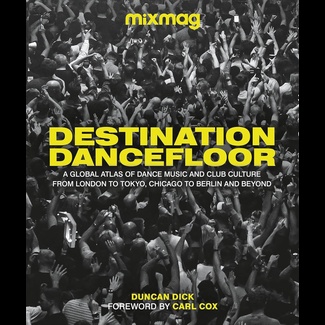 mixmag
DESTINATION
DANCEFLOOR
A GLOBAL ATLAS OF DANCE MUSIC AND CLUB CULTURE
FROM LONDON TO TOKYO, CHICAGO TO BERLIN AND BEYOND
DUNCAN DICK
FOREWORD BY CARL COX